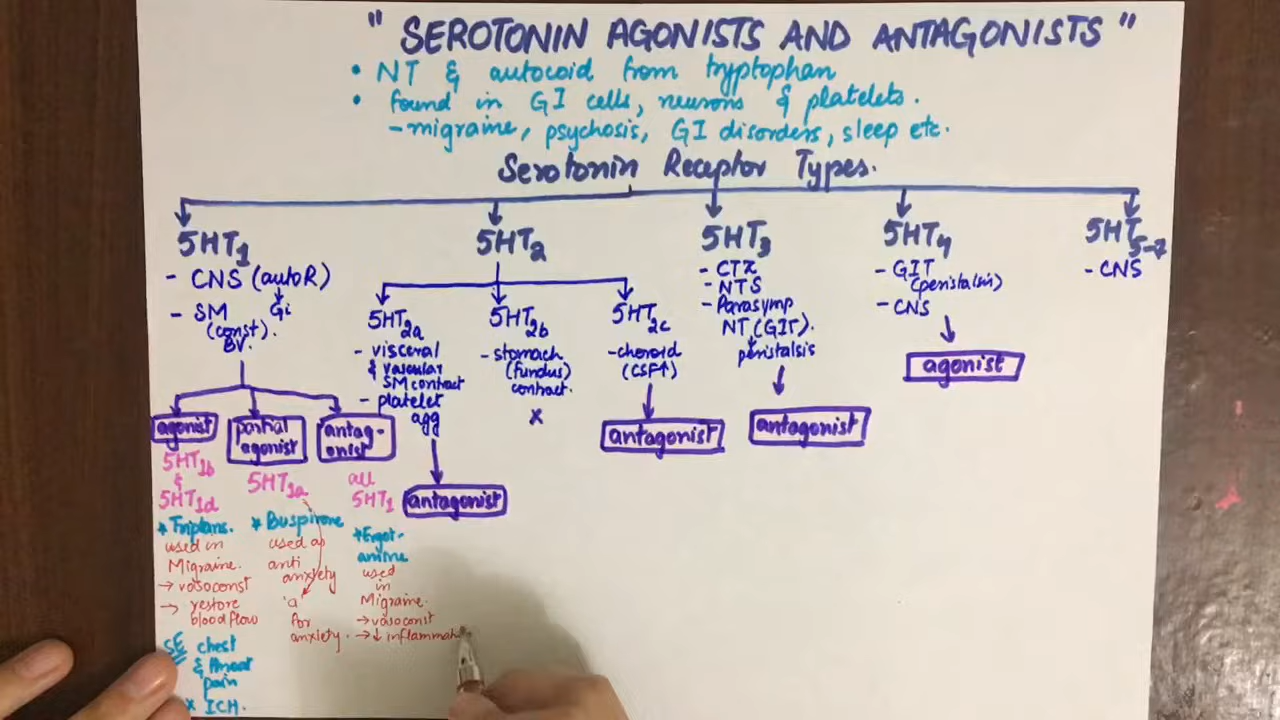 "SEROTONIN AGONISTS AND ANTAGONISTS"
• NT & autocoid from tryptophan
• found in GI cells, neurons & platelets.
- migraine, psychosis, GI disorders, sleep etc.
Serotonin Receptor Types.
5HT1
- CNS (autoR)
Gi
- SM
(const).
BV.
agonist
5HT1b
&
5HT1d
* Triptans.
used in
Migraine.
→ vasoconst
→ restore
blood flow
SE chest
& throat
pain
x ICH.
partial
agonist
5HT1a
* Buspirone
used as
anti
anxiety
'a'
for
anxiety.
antag-
onist
all
5HT1
* Ergot-
amine
used
in
Migraine.
→ vasoconst
→ ↓ inflammat
5HT2
5HT2a
- visceral
& vascular
SM contract
- platelet
agg
antagonist
5HT2b
- stomach
(fundus)
contract.
x
5HT2c
- choroid
(CSF↑)
antagonist
5HT3
- CTZ
- NTS
- Parasymp
NT (GIT).
peristalsis
antagonist
5HT4
- GIT
(peristalsis)
- CNS
agonist
5HT5-7
- CNS